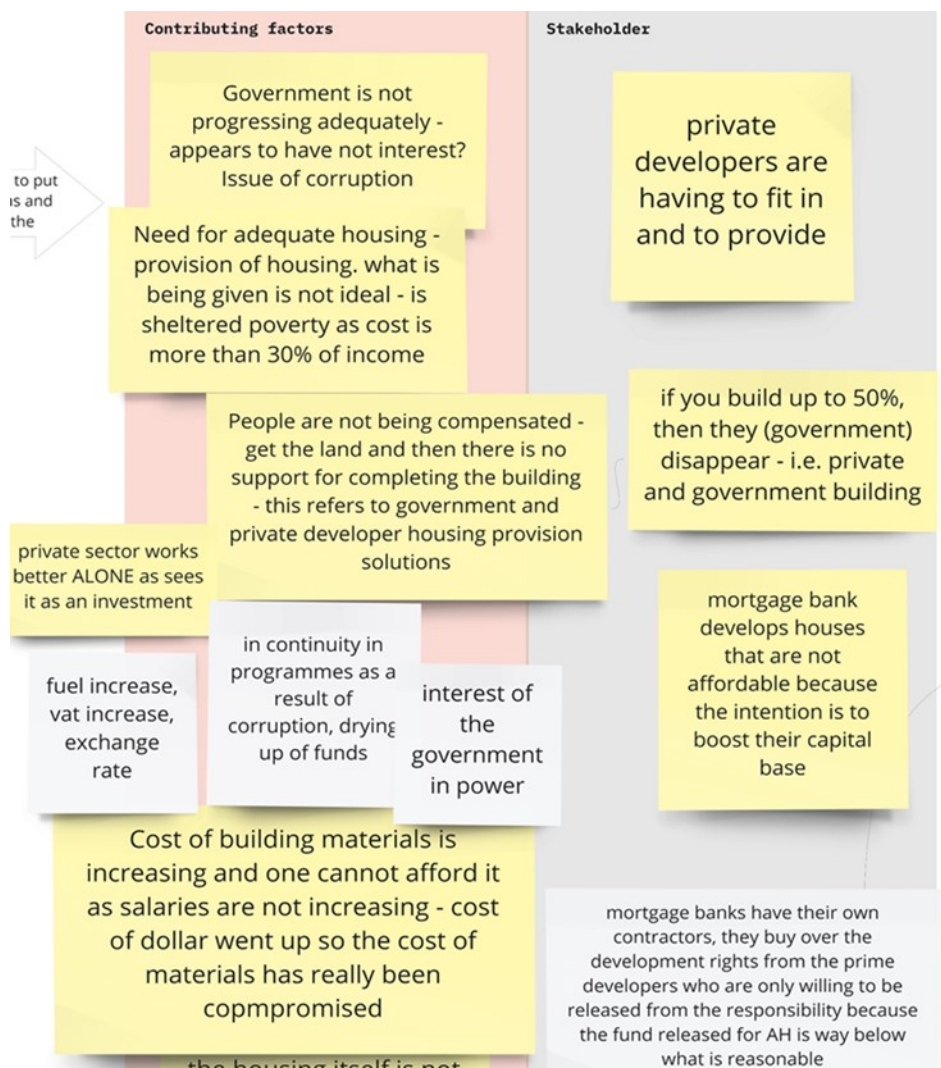 Contributing factors
Stakeholder
to put
s and
the
Government is not
progressing adequately -
appears to have not interest?
Issue of corruption
Need for adequate housing -
provision of housing. what is
being given is not ideal - is
sheltered poverty as cost is
more than 30% of income
People are not being compensated -
get the land and then there is no
support for completing the building
- this refers to government and
private developer housing provision
solutions
private sector works
better ALONE as sees
it as an investment
fuel increase,
vat increase,
exchange
rate
in continuity in
programmes as a
result of
corruption, drying
up of funds
interest of
the
government
in power
Cost of building materials is
increasing and one cannot afford it
as salaries are not increasing - cost
of dollar went up so the cost of
materials has really been
copmpromised
the housing itself is not
private
developers are
having to fit in
and to provide
if you build up to 50%,
then they (government)
disappear - i.e. private
and government building
mortgage bank
develops houses
that are not
affordable because
the intention is to
boost their capital
base
mortgage banks have their own
contractors, they buy over the
development rights from the prime
developers who are only willing to be
released from the responsibility because
the fund released for AH is way below
what is reasonable